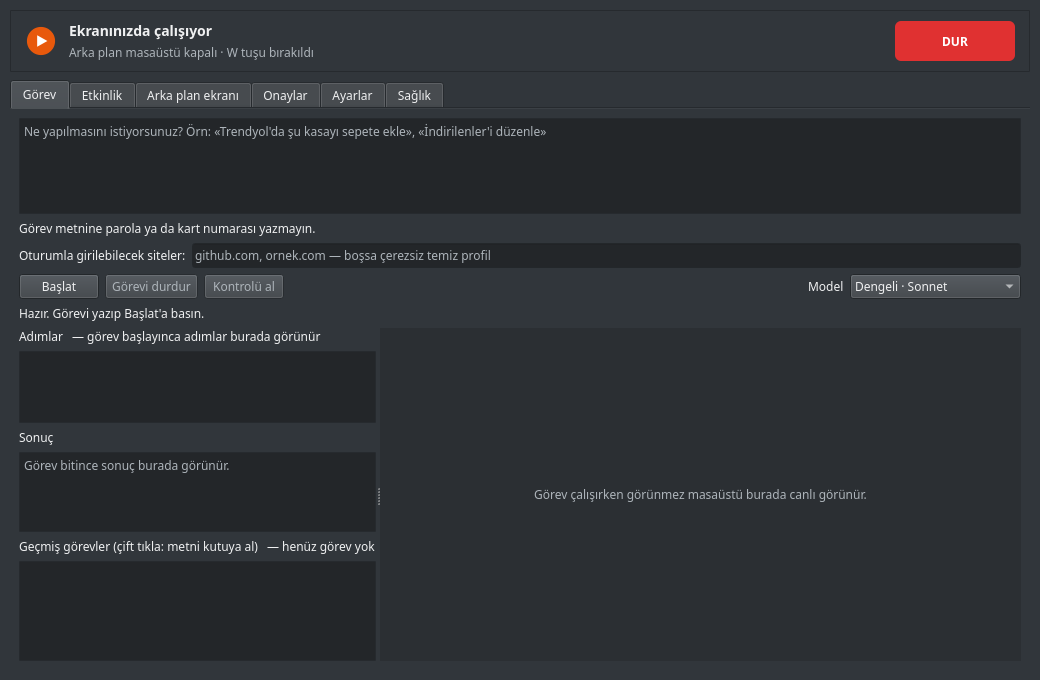 Ekranınızda çalışıyor
Arka plan masaüstü kapalı · W tuşu bırakıldı
DUR
Görev
Etkinlik
Arka plan ekranı
Onaylar
Ayarlar
Sağlık
Ne yapılmasını istiyorsunuz? Örn: «Trendyol'da şu kasayı sepete ekle», «İndirilenler'i düzenle»
Görev metnine parola ya da kart numarası yazmayın.
Oturumla girilebilecek siteler: github.com, ornek.com — boşsa çerezsiz temiz profil
Başlat
Görevi durdur
Kontrolü al
Model
Dengeli · Sonnet
Hazır. Görevi yazıp Başlat'a basın.
Adımlar — görev başlayınca adımlar burada görünür
Sonuç
Görev bitince sonuç burada görünür.
Görev çalışırken görünmez masaüstü burada canlı görünür.
Geçmiş görevler (çift tıkla: metni kutuya al) — henüz görev yok